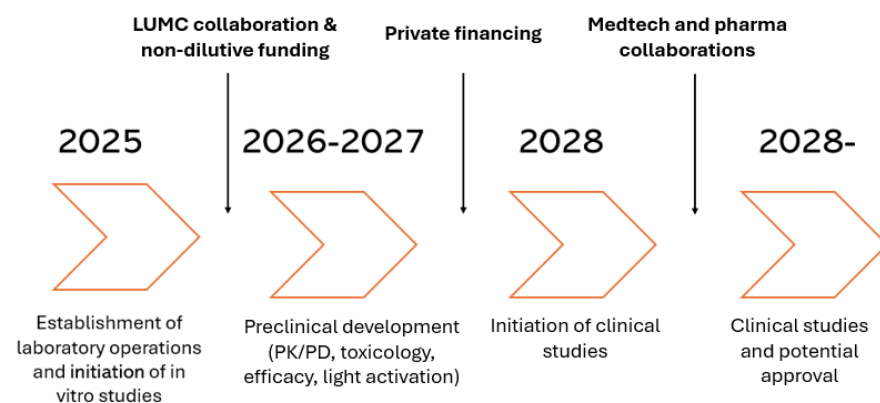 LUMC collaboration &
non-dilutive funding
Private financing
Medtech and pharma
collaborations
2025
2026-2027
2028
2028-
Establishment of
laboratory operations
and initiation of in
vitro studies
Preclinical development
(PK/PD, toxicology,
efficacy, light activation)
Initiation of clinical
studies
Clinical studies
and potential
approval